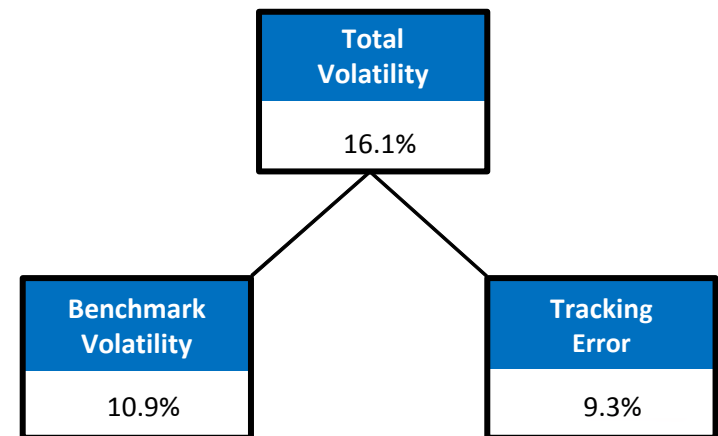 Total
Volatility
16.1%
Benchmark
Volatility
10.9%
Tracking
Error
9.3%